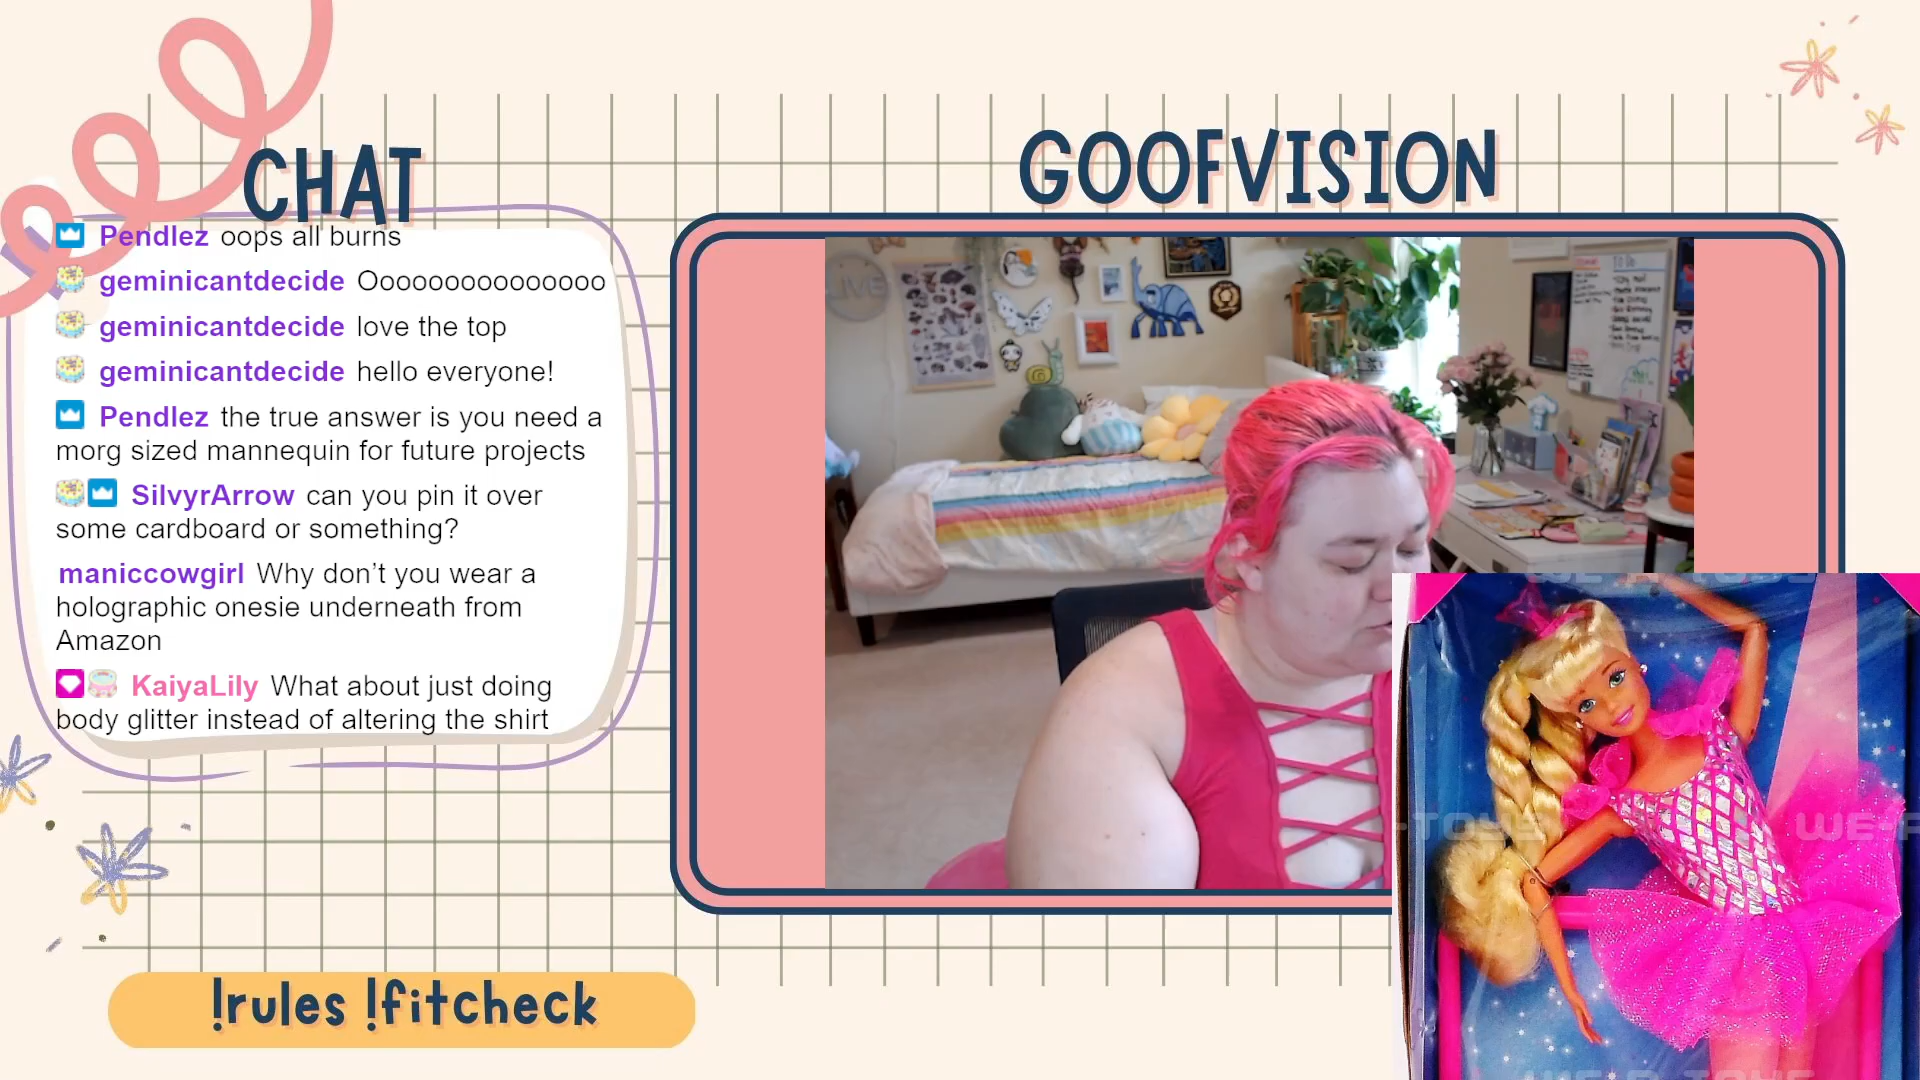 CHAT
GOOFVISION
Pendlez oops all burns
geminicantdecide Ooooooooooooooo
geminicantdecide love the top
geminicantdecide hello everyone!
Pendlez the true answer is you need a
morg sized mannequin for future projects
SilvyrArrow can you pin it over
some cardboard or something?
maniccowgirl Why don’t you wear a
holographic onesie underneath from
Amazon
KaiyaLily What about just doing
body glitter instead of altering the shirt
!rules !fitcheck
LIVE